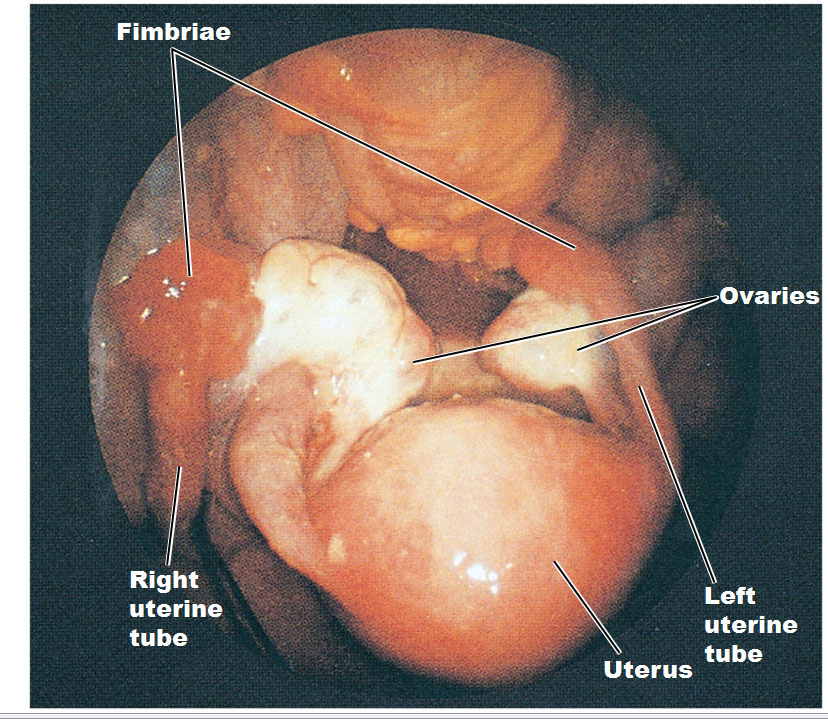 Fimbriae
Ovaries
Right
uterine
tube
Left
uterine
tube
Uterus